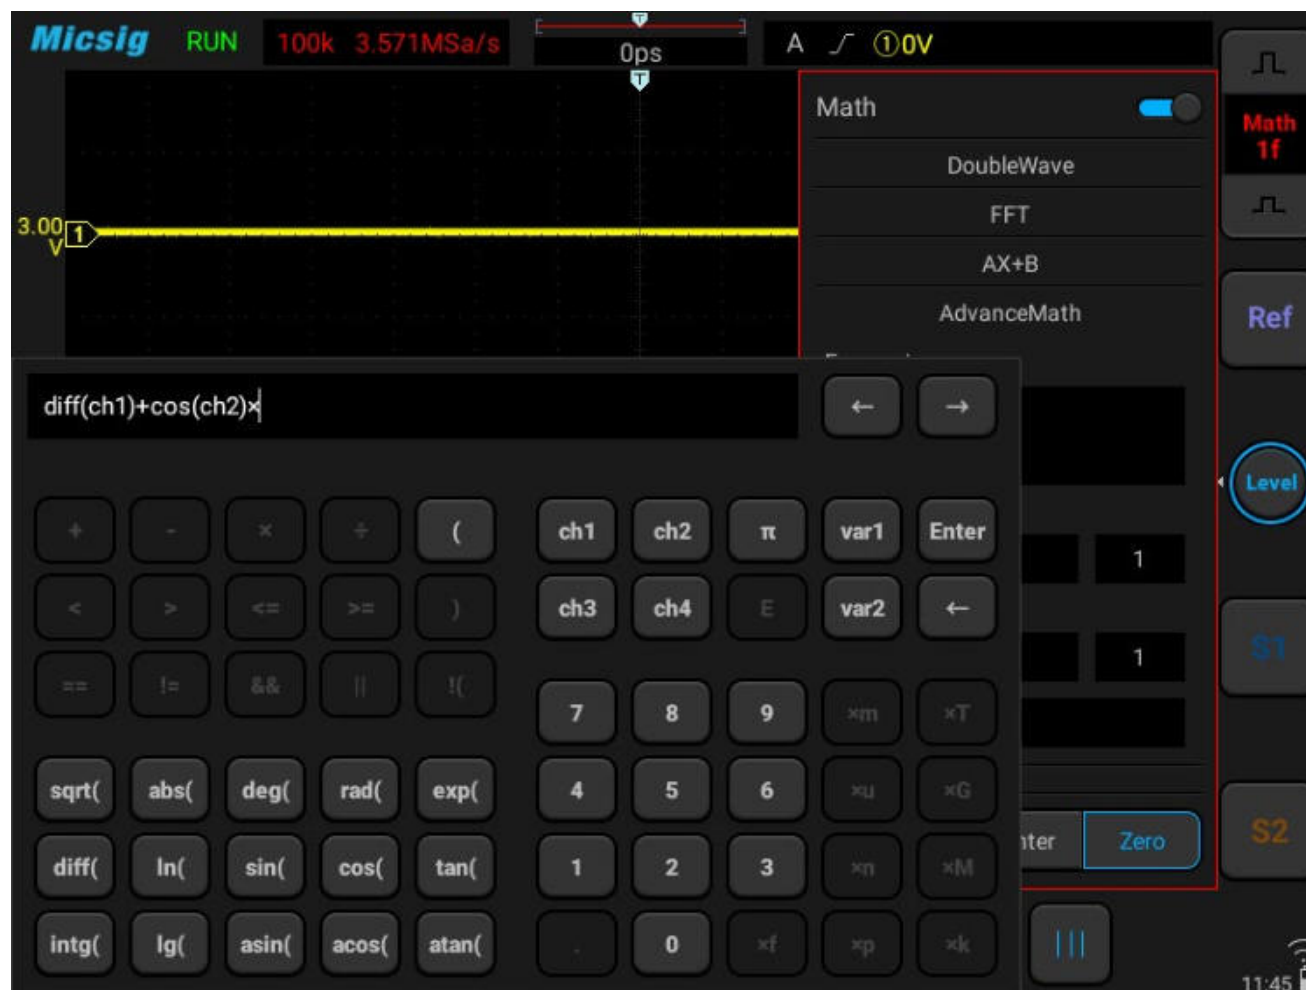 Micsig RUN 100k 3.571MSa/s 0ps A ①0V
T
T
Math
DoubleWave
FFT
AX+B
AdvanceMath
Math
1f
Ref
Level
S1
S2
3.00
V
1
diff(ch1)+cos(ch2)×
← →
+ - × ÷ ( ch1 ch2 π var1 Enter
< > <= >= ) ch3 ch4 E var2 ←
== != && || !(
7 8 9 ×m ×T
sqrt( abs( deg( rad( exp( 4 5 6 ×u ×G
diff( ln( sin( cos( tan( 1 2 3 ×n ×M
intg( lg( asin( acos( atan( . 0 ×f ×p ×k
1
1
Zero
11:45